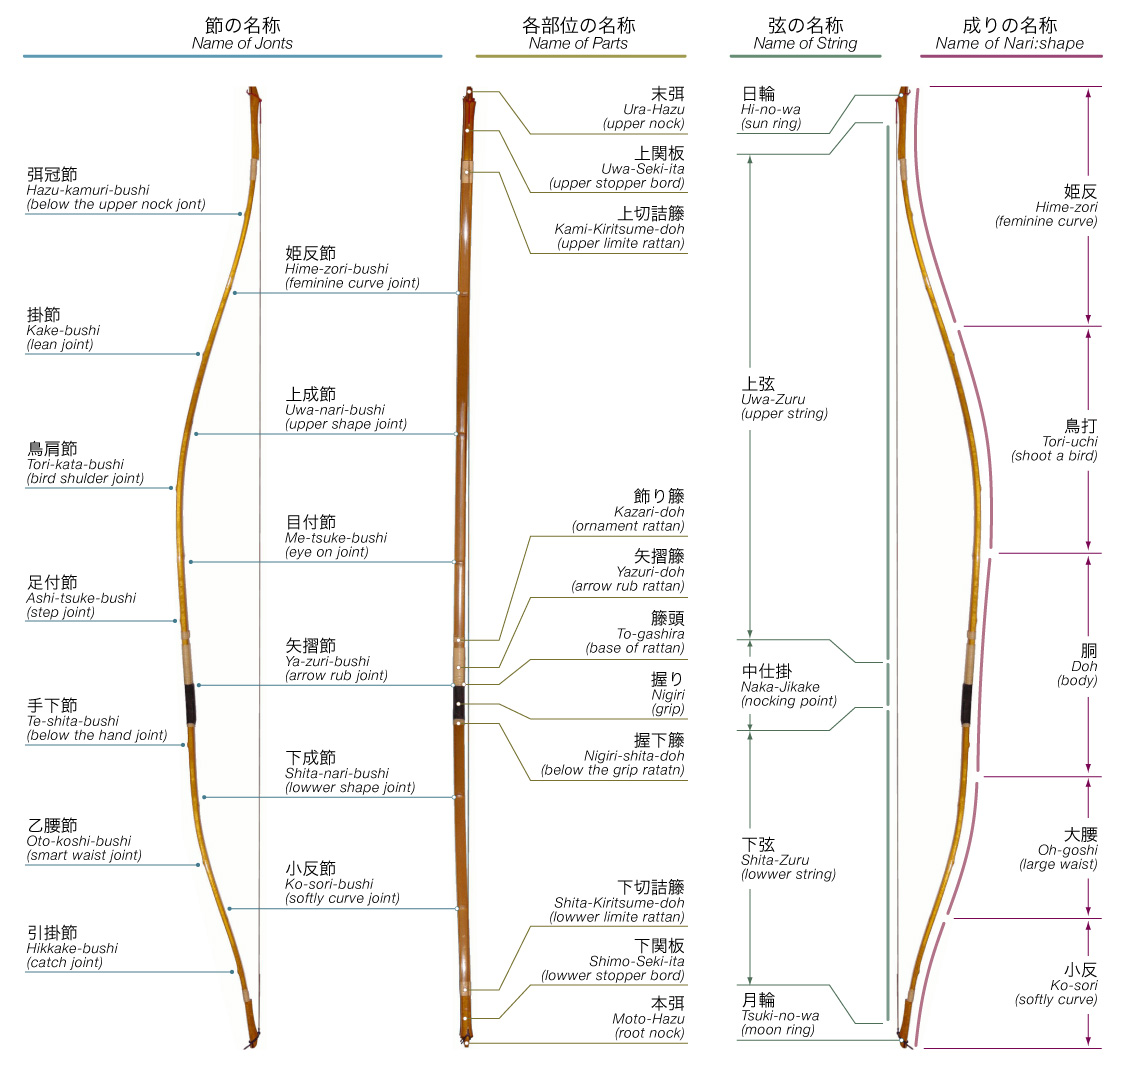 節の名称
Name of Jonts
弭冠節
Hazu-kamuri-bushi
(below the upper nock jont)
姫反節
Hime-zori-bushi
(feminine curve joint)
掛節
Kake-bushi
(lean joint)
上成節
Uwa-nari-bushi
(upper shape joint)
鳥肩節
Tori-kata-bushi
(bird shulder joint)
目付節
Me-tsuke-bushi
(eye on joint)
足付節
Ashi-tsuke-bushi
(step joint)
矢摺節
Ya-zuri-bushi
(arrow rub joint)
手下節
Te-shita-bushi
(below the hand joint)
下成節
Shita-nari-bushi
(lowwer shape joint)
乙腰節
Oto-koshi-bushi
(smart waist joint)
小反節
Ko-sori-bushi
(softly curve joint)
引掛節
Hikkake-bushi
(catch joint)
各部位の名称
Name of Parts
末弭
Ura-Hazu
(upper nock)
上関板
Uwa-Seki-ita
(upper stopper bord)
上切詰籐
Kami-Kiritsume-doh
(upper limite rattan)
飾り籐
Kazari-doh
(ornament rattan)
矢摺籐
Yazuri-doh
(arrow rub rattan)
籐頭
To-gashira
(base of rattan)
握り
Nigiri
(grip)
握下籐
Nigiri-shita-doh
(below the grip ratatn)
下切詰籐
Shita-Kiritsume-doh
(lowwer limite rattan)
下関板
Shimo-Seki-ita
(lowwer stopper bord)
本弭
Moto-Hazu
(root nock)
弦の名称
Name of String
日輪
Hi-no-wa
(sun ring)
上弦
Uwa-Zuru
(upper string)
中仕掛
Naka-Jikake
(nocking point)
下弦
Shita-Zuru
(lowwer string)
月輪
Tsuki-no-wa
(moon ring)
成りの名称
Name of Nari:shape
姫反
Hime-zori
(feminine curve)
鳥打
Tori-uchi
(shoot a bird)
胴
Doh
(body)
大腰
Oh-goshi
(large waist)
小反
Ko-sori
(softly curve)